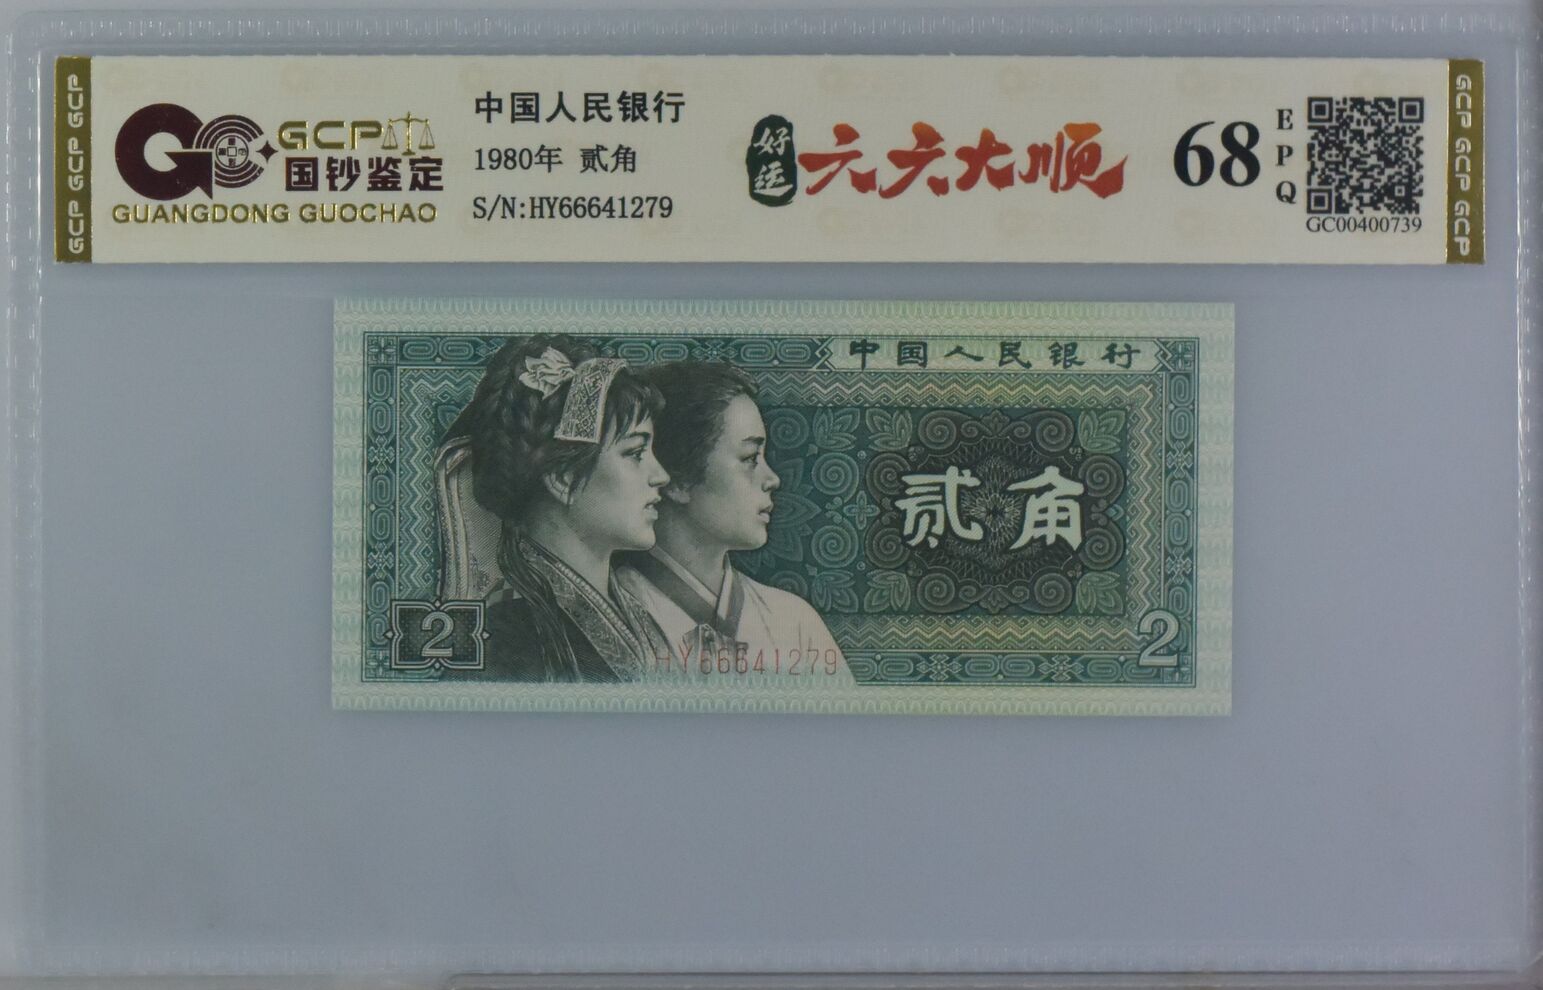 GCP GCP GCP
GCP
国钞鉴定
GUANGDONG GUOCHAO
中国人民银行
1980年 贰角
S/N:HY66641279
好运
六六大顺
68
EPQ
GC00400739
GCP GCP GCP
中国人民银行
贰角
2
2
HY66641279